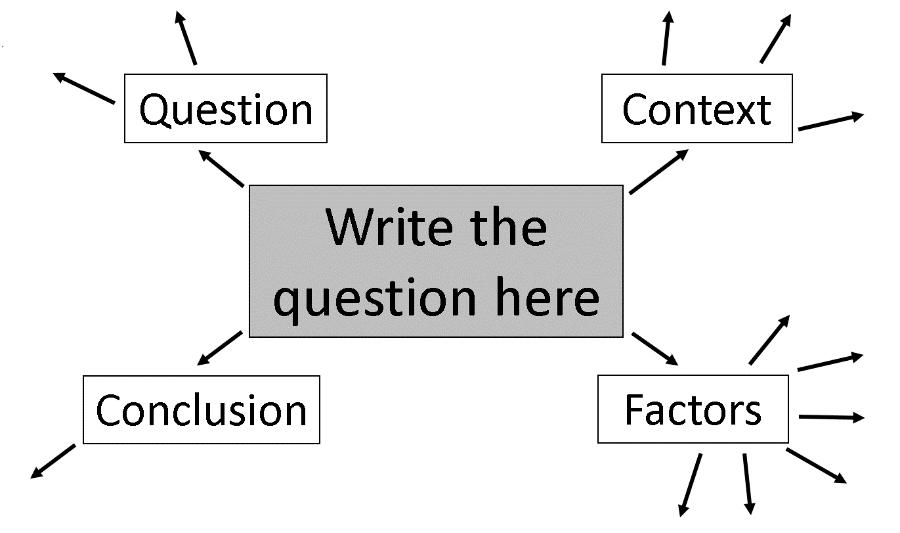 Question
Context
Write the
question here
Conclusion
Factors